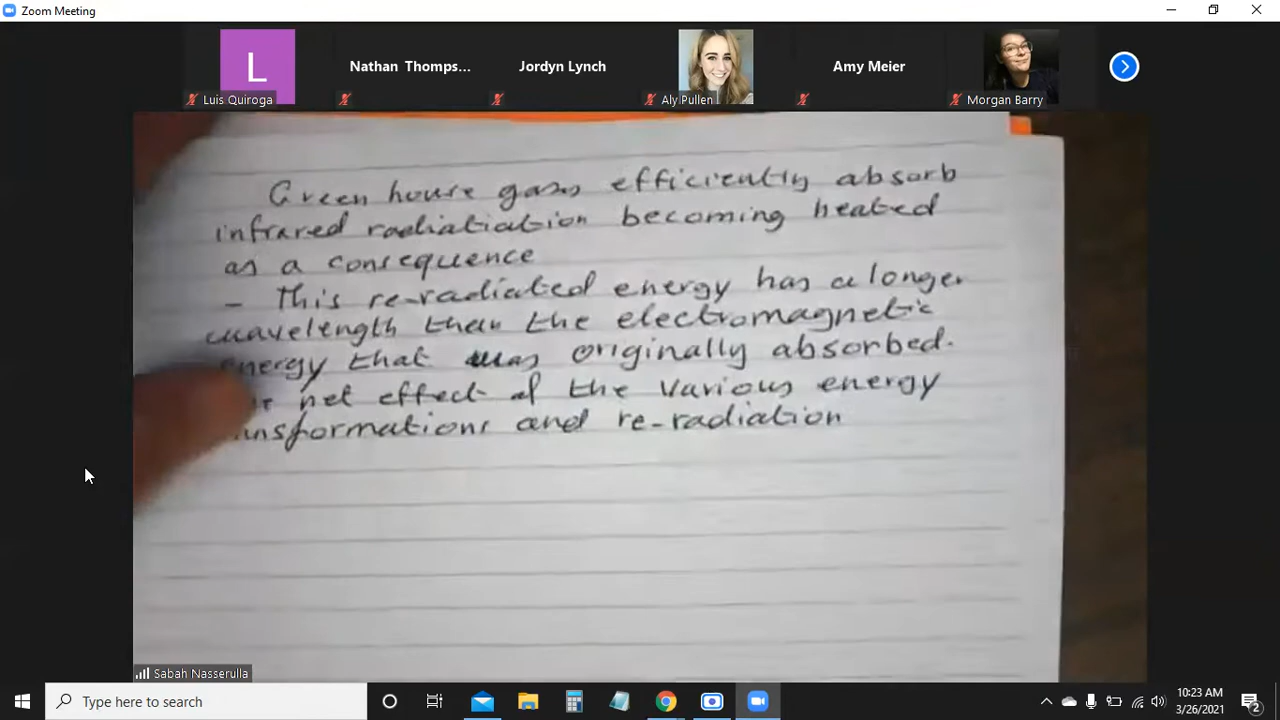 Zoom Meeting
L
Luis Quiroga
Nathan Thomps...
Jordyn Lynch
Aly Pullen
Amy Meier
Morgan Barry
Green house gases efficiently absorb
infrared radiatiation becoming heated
as a consequence
- This re-radiated energy has a longer
wavelength than the electromagnetic
energy that was originally absorbed.
net effect of the various energy
and re-radiation
Sabah Nasserulla
Type here to search
10:23 AM
3/26/2021
2